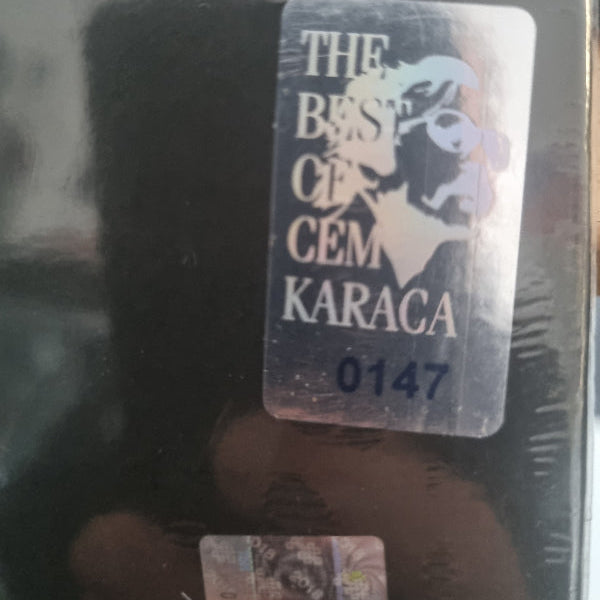 THE
BEST
OF
CEM
KARACA
0147